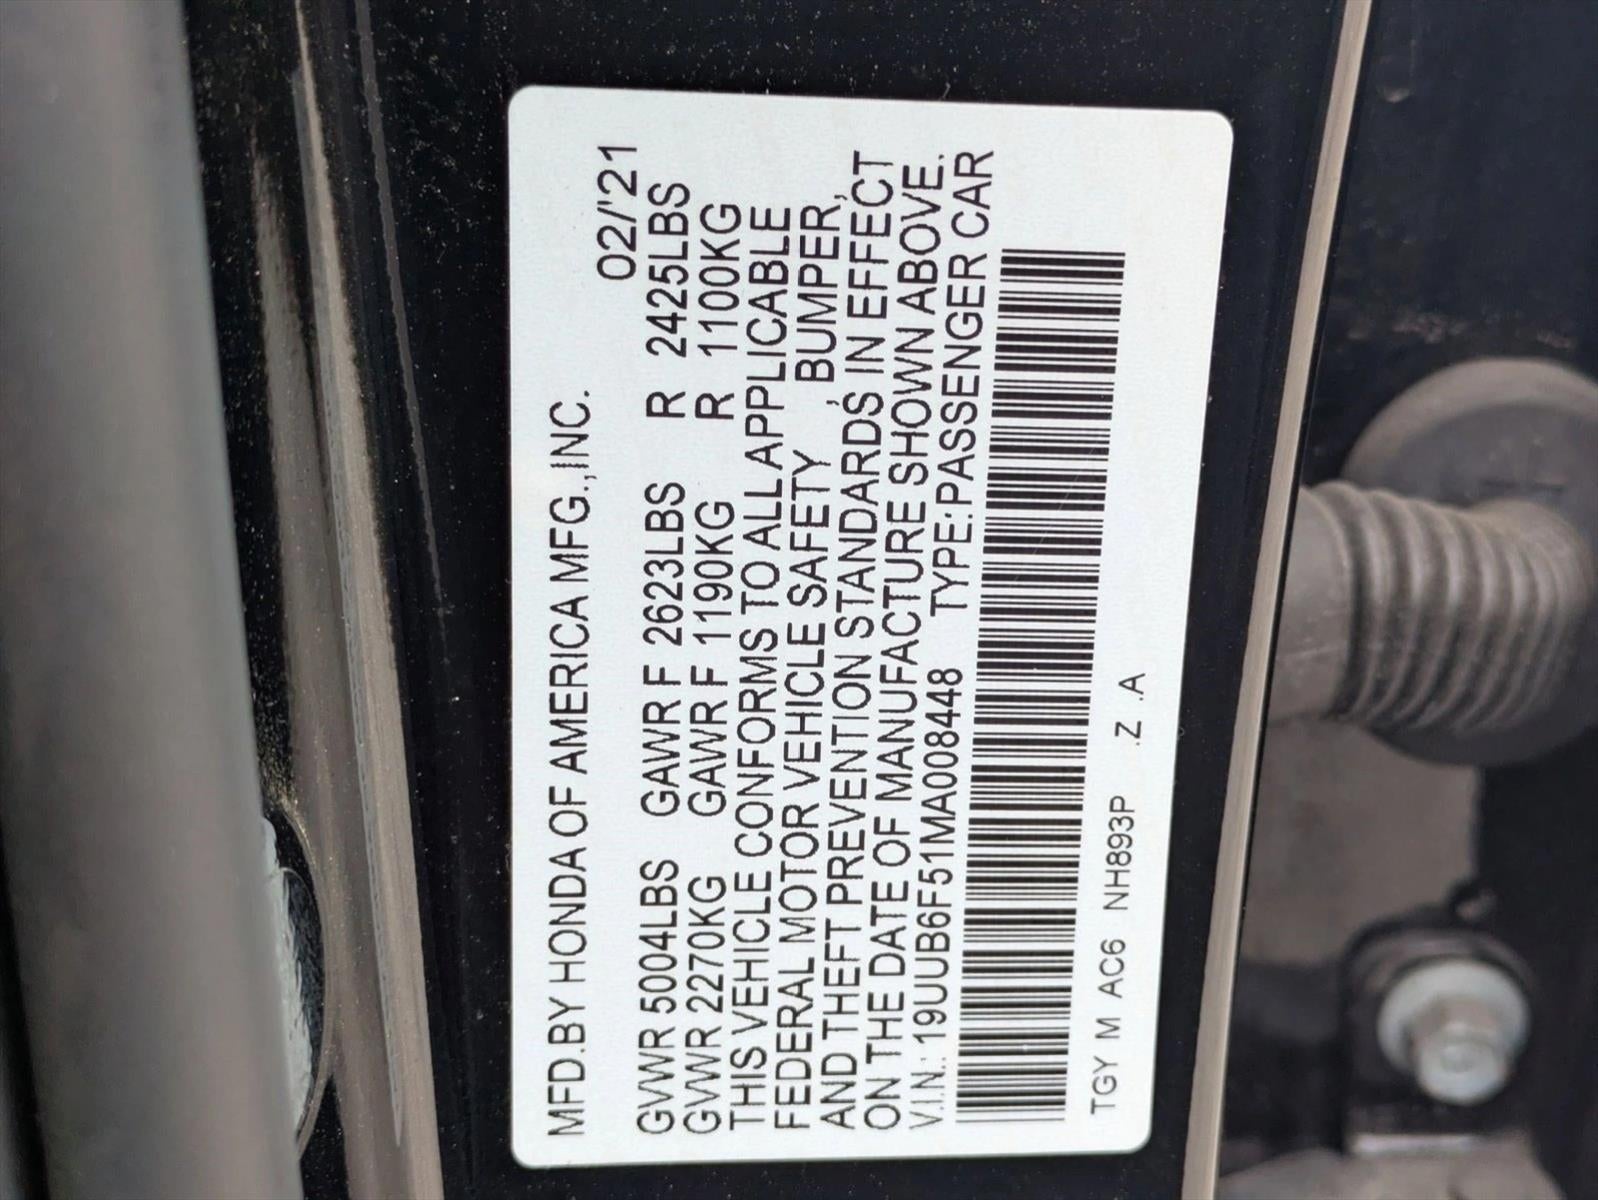 MFD.BY HONDA OF AMERICA MFG.,INC.
02/'21
GVWR 5004LBS GAWR F 2623LBS R 2425LBS
GVWR 2270KG GAWR F 1190KG R 1100KG
THIS VEHICLE CONFORMS TO ALL APPLICABLE
FEDERAL MOTOR VEHICLE SAFETY, BUMPER,
AND THEFT PREVENTION STANDARDS IN EFFECT
ON THE DATE OF MANUFACTURE SHOWN ABOVE.
V.I.N.: 19UUB6F51MA008448 TYPE:PASSENGER CAR
TGY M AC6 NH893P .Z .A